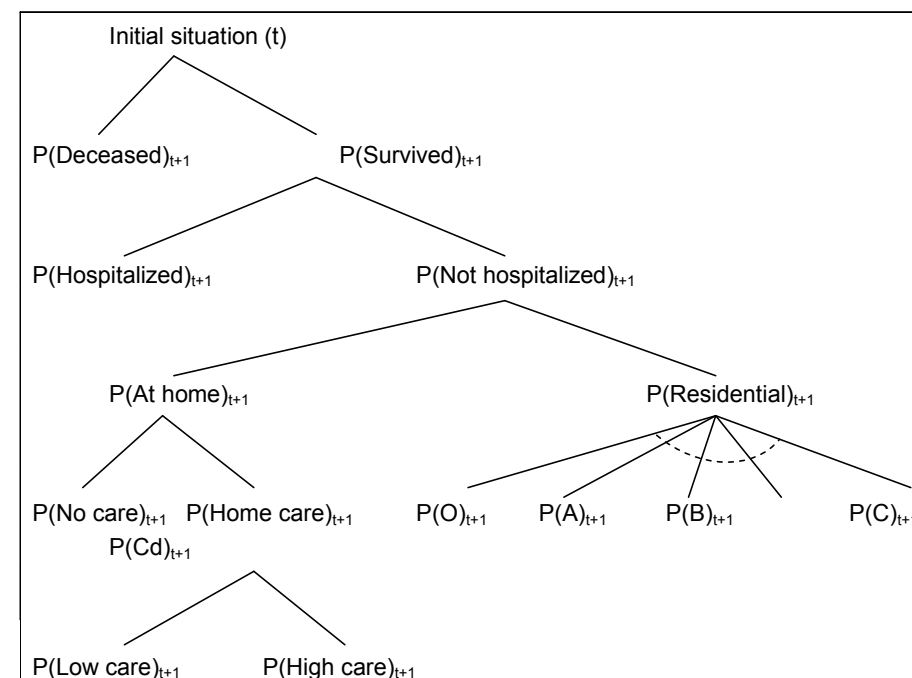 Initial situation (t)
P(Deceased)t+1 P(Survived)t+1
P(Hospitalized)t+1 P(Not hospitalized)t+1
P(At home)t+1 P(Residential)t+1
P(No care)t+1 P(Home care)t+1 P(O)t+1 P(A)t+1 P(B)t+1 P(C)t+1
P(Cd)t+1
P(Low care)t+1 P(High care)t+1